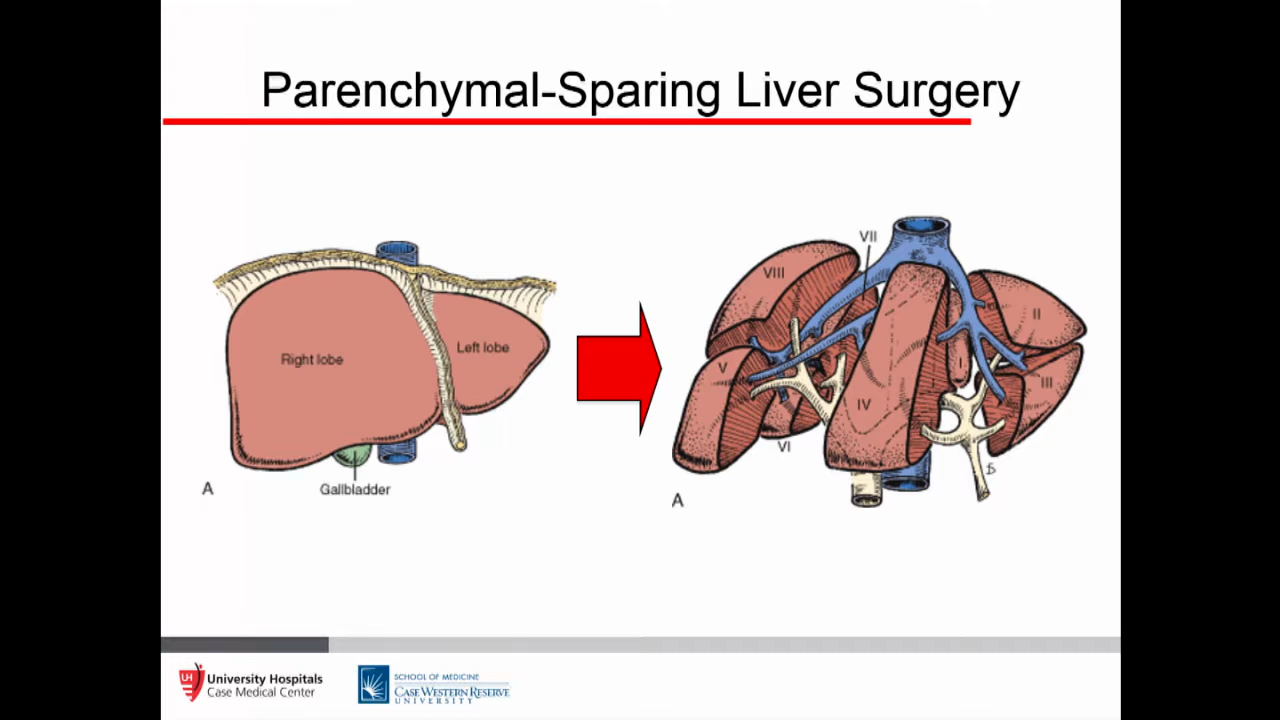 Parenchymal-Sparing Liver Surgery
Right lobe
Left lobe
A
Gallbladder
VII
VIII
II
I
V
III
IV
VI
A
UH
University Hospitals
Case Medical Center
SCHOOL OF MEDICINE
CASE WESTERN RESERVE
UNIVERSITY